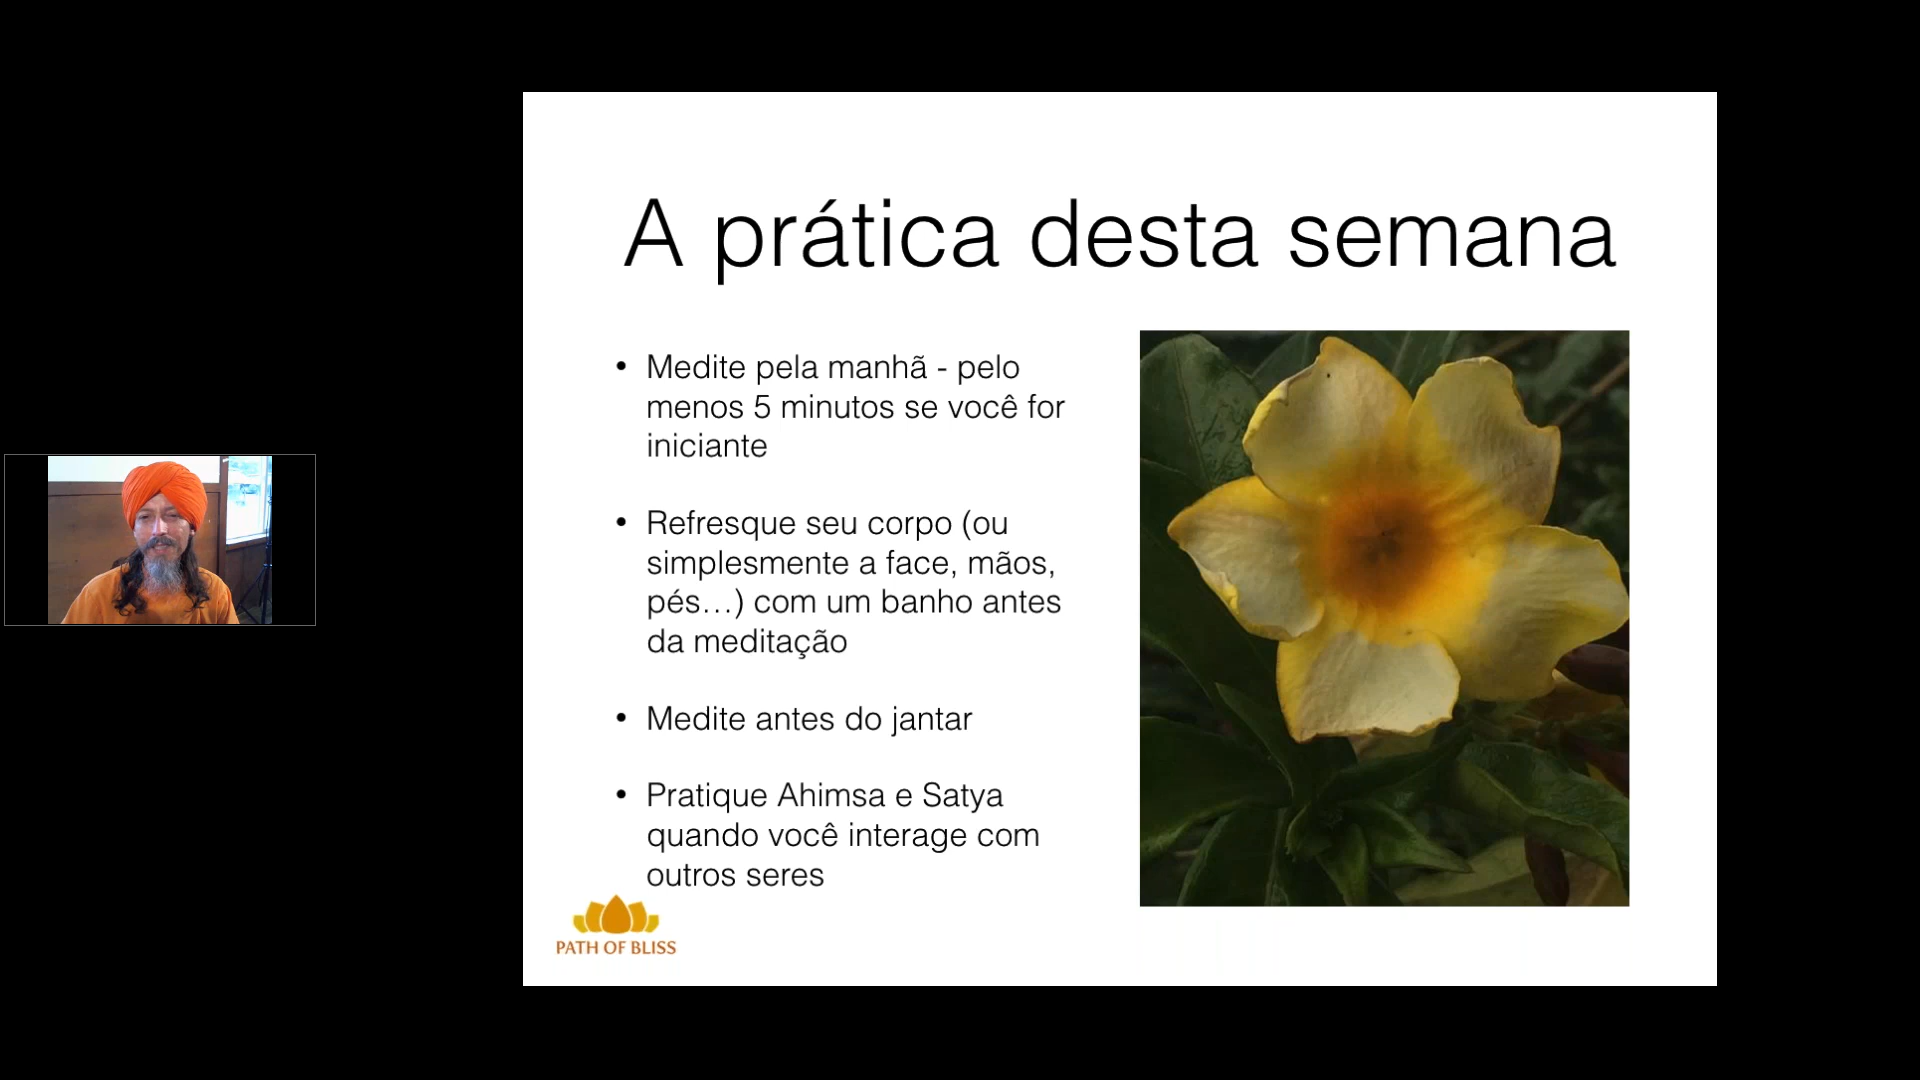 A prática desta semana
• Medite pela manhã - pelo
menos 5 minutos se você for
iniciante
• Refresque seu corpo (ou
simplesmente a face, mãos,
pés...) com um banho antes
da meditação
• Medite antes do jantar
• Pratique Ahimsa e Satya
quando você interage com
outros seres
PATH OF BLISS